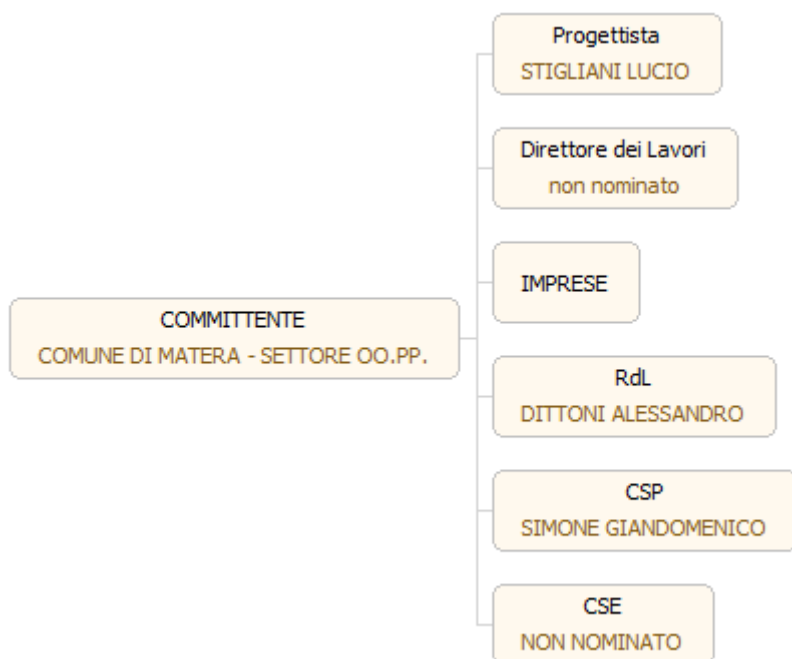 Progettista
STIGLIANI LUCIO
Direttore dei Lavori
non nominato
IMPRESE
COMMITTENTE
COMUNE DI MATERA - SETTORE OO.PP.
RdL
DITTONI ALESSANDRO
CSP
SIMONE GIANDOMENICO
CSE
NON NOMINATO